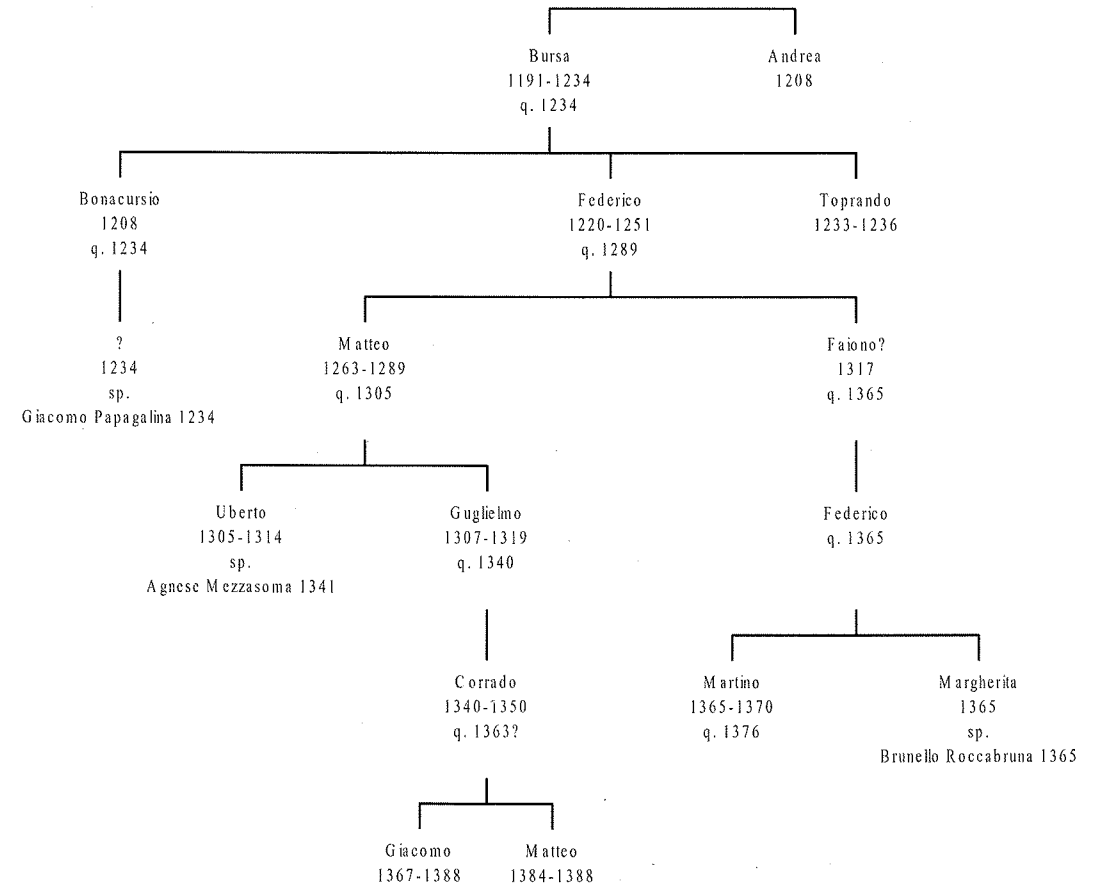 Bursa
1191-1234
q. 1234
Andrea
1208
Bonacursio
1208
q. 1234
Federico
1220-1251
q. 1289
Toprando
1233-1236
?
1234
sp.
Giacomo Papagalina 1234
Matteo
1263-1289
q. 1305
Faiono?
1317
q. 1365
Uberto
1305-1314
sp.
Agnese Mezzasoma 1341
Guglielmo
1307-1319
q. 1340
Federico
q. 1365
Corrado
1340-1350
q. 1363?
Martino
1365-1370
q. 1376
Margherita
1365
sp.
Brunello Roccabruna 1365
Giacomo
1367-1388
Matteo
1384-1388